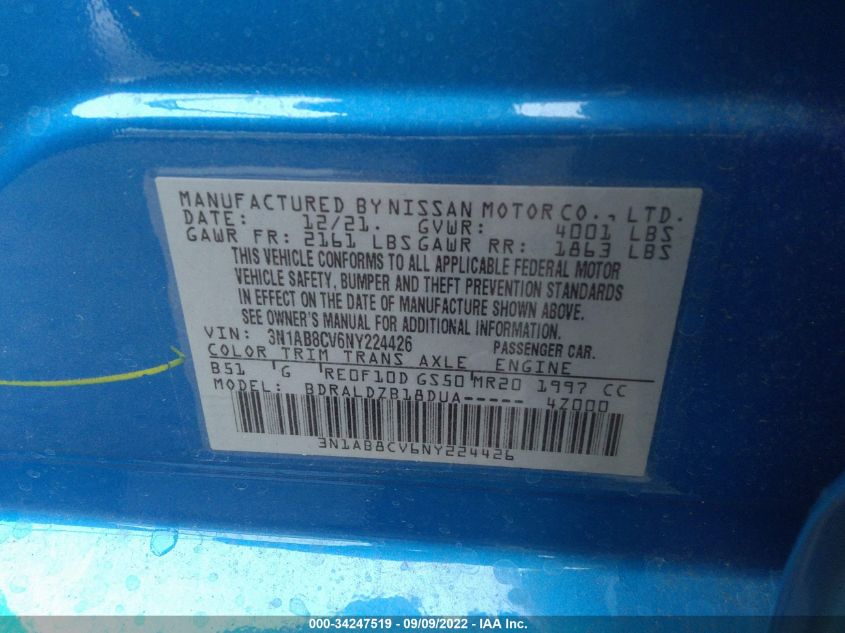 MANUFACTURED BY NISSAN MOTOR CO., LTD.
DATE: 12/21. GVWR: 4001 LBS
GAWR FR: 2161 LBS GAWR RR: 1863 LBS
THIS VEHICLE CONFORMS TO ALL APPLICABLE FEDERAL MOTOR
VEHICLE SAFETY, BUMPER AND THEFT PREVENTION STANDARDS
IN EFFECT ON THE DATE OF MANUFACTURE SHOWN ABOVE.
SEE OWNER'S MANUAL FOR ADDITIONAL INFORMATION.
VIN: 3N1AB8CV6NY224426 PASSENGER CAR.
COLOR TRIM TRANS AXLE ENGINE
B51 G RE0F10D GS50 MR20 1997 CC
MODEL: BDRALDZB18DUA----- 4Z000
3N1AB8CV6NY224426
000-34247519 - 09/09/2022 - IAA Inc.